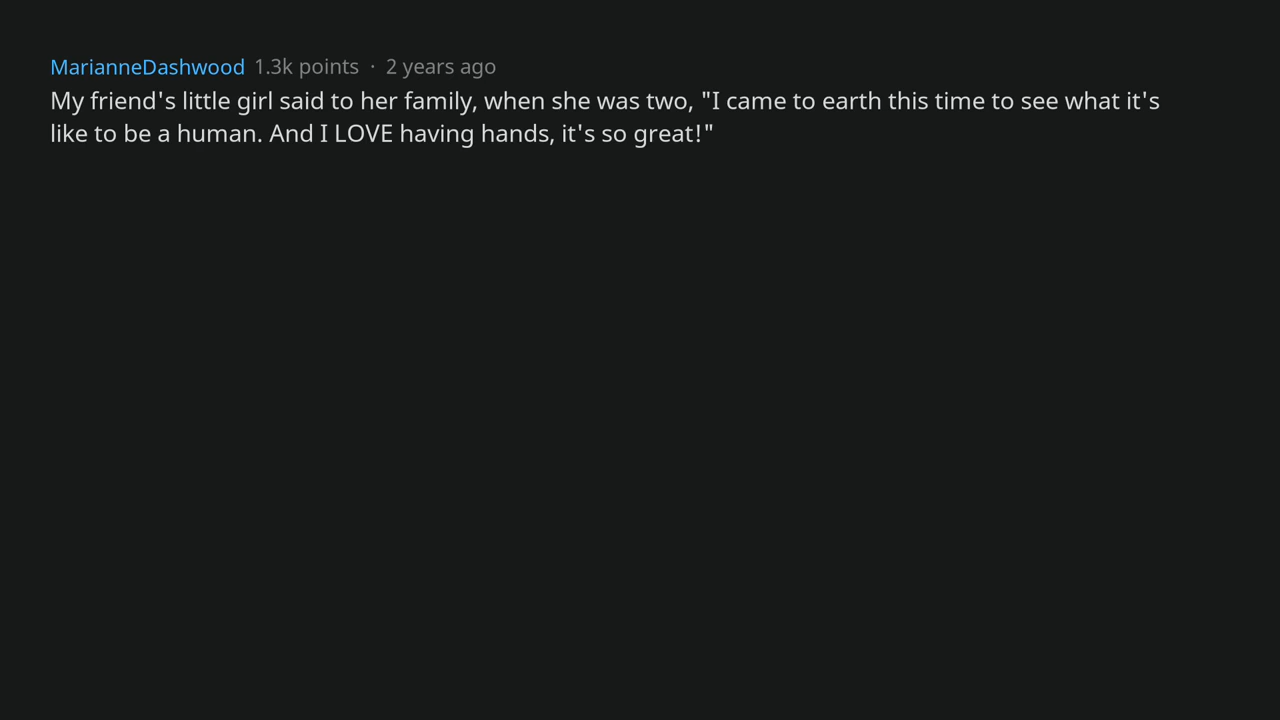 MarianneDashwood 1.3k points · 2 years ago
My friend's little girl said to her family, when she was two, "I came to earth this time to see what it's
like to be a human. And I LOVE having hands, it's so great!"